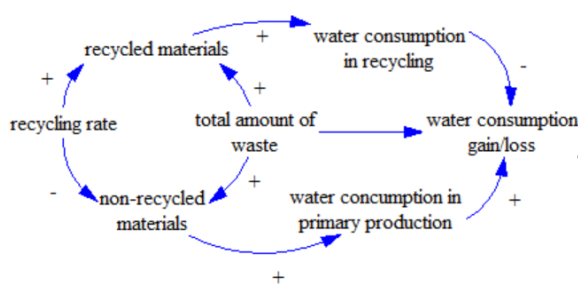 +
recycled materials
water consumption
in recycling
-
+
+
recycling rate
total amount of
waste
water consumption
gain/loss
-
non-recycled
materials
+
water concumption in
primary production
+
+